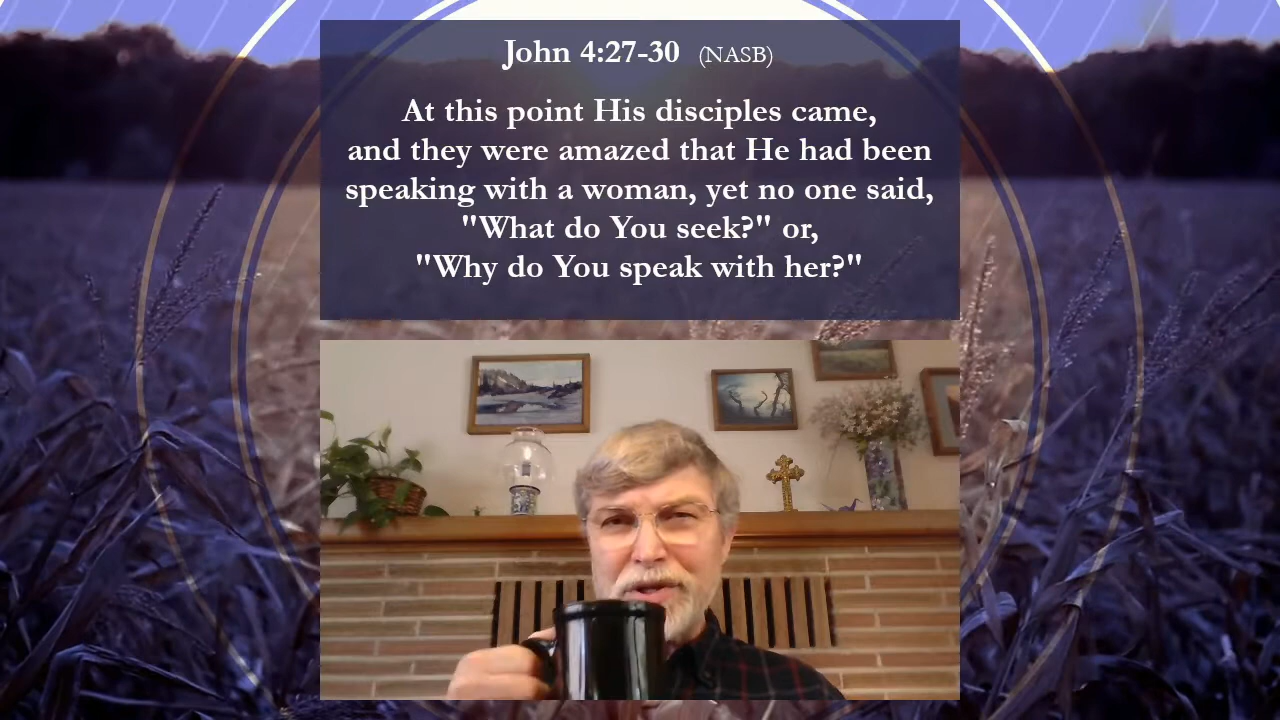 John 4:27-30 (NASB)
At this point His disciples came,
and they were amazed that He had been
speaking with a woman, yet no one said,
"What do You seek?" or,
"Why do You speak with her?"